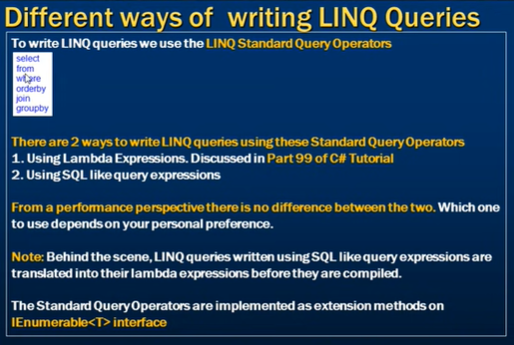 Different ways of writing LINQ Queries
To write LINQ queries we use the LINQ Standard Query Operators
select
from
where
orderby
join
groupby
There are 2 ways to write LINQ queries using these Standard Query Operators
1. Using Lambda Expressions. Discussed in Part 99 of C# Tutorial
2. Using SQL like query expressions
From a performance perspective there is no difference between the two. Which one
to use depends on your personal preference.
Note: Behind the scene, LINQ queries written using SQL like query expressions are
translated into their lambda expressions before they are compiled.
The Standard Query Operators are implemented as extension methods on
IEnumerable<T> interface